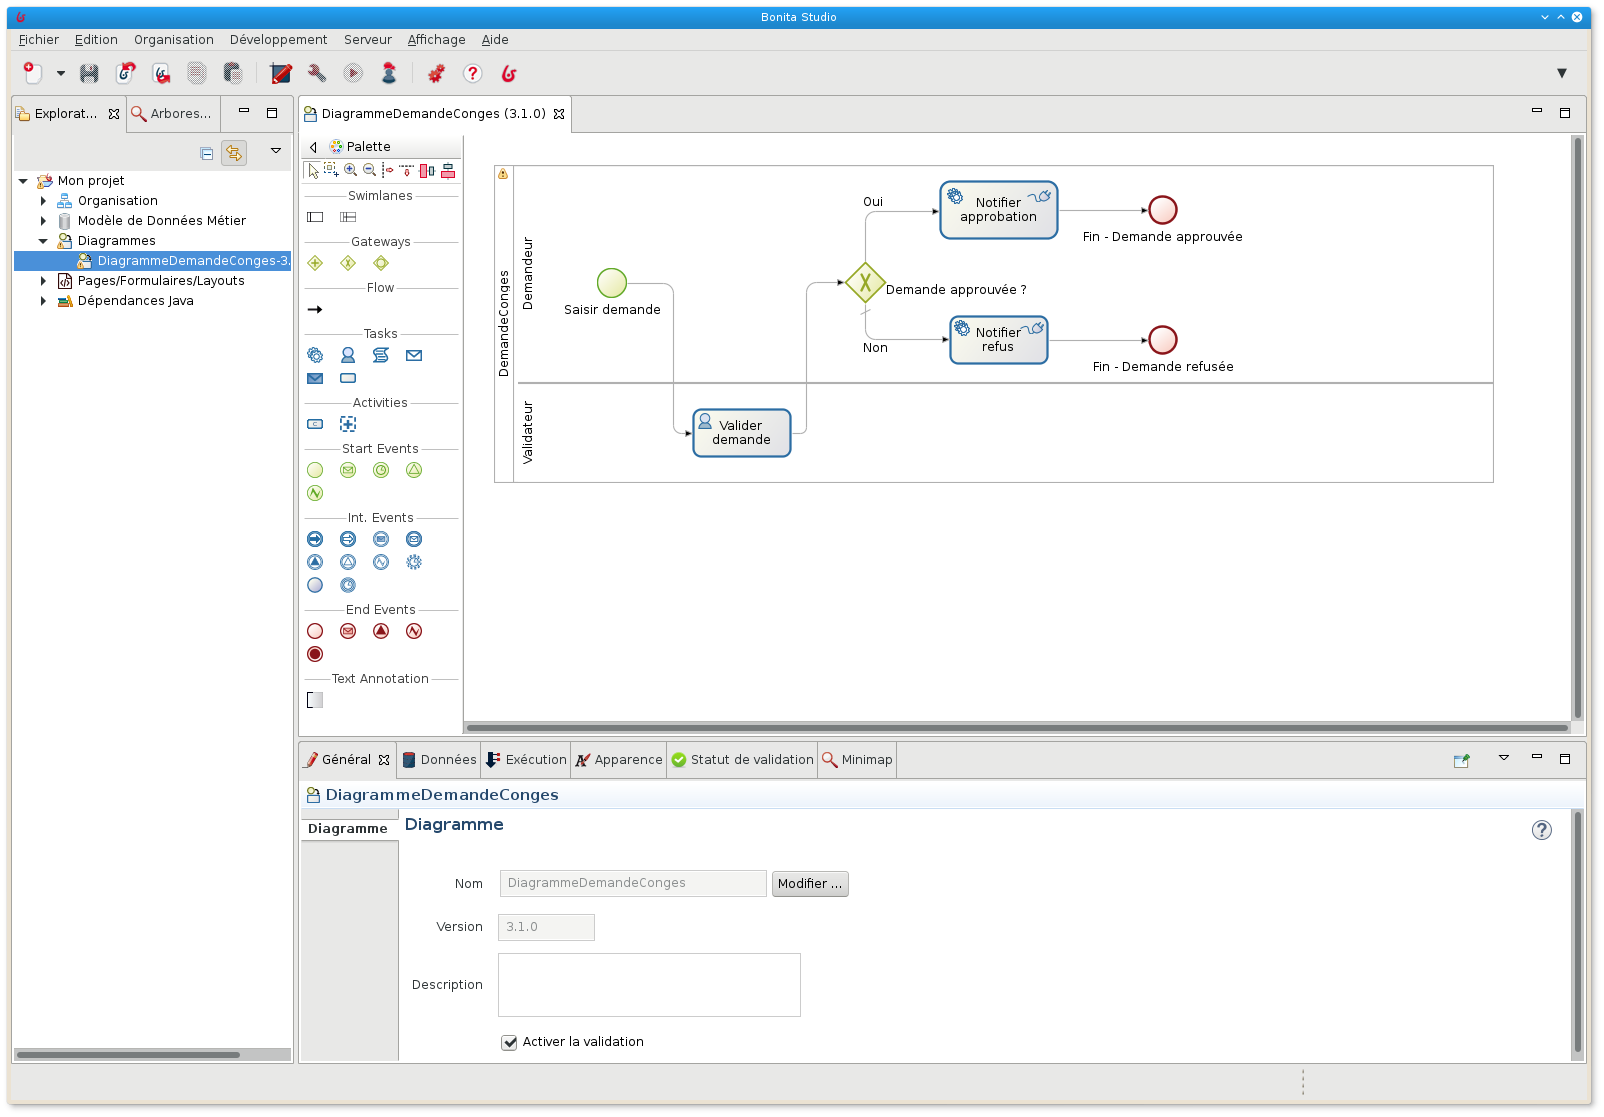 Bonita Studio
Fichier Edition Organisation Développement Serveur Affichage Aide
Explorat...
Arbores...
Mon projet
Organisation
Modèle de Données Métier
Diagrammes
DiagrammeDemandeConges-3.
Pages/Formulaires/Layouts
Dépendances Java
DiagrammeDemandeConges (3.1.0)
Palette
Swimlanes
Gateways
Flow
Tasks
Activities
Start Events
Int. Events
End Events
Text Annotation
DemandeConges
Demandeur
Validateur
Saisir demande
Valider
demande
Oui
Demande approuvée ?
Non
Notifier
approbation
Fin - Demande approuvée
Notifier
refus
Fin - Demande refusée
Général Données Exécution Apparence Statut de validation Minimap
DiagrammeDemandeConges
Diagramme
Diagramme
Nom DiagrammeDemandeConges Modifier ...
Version 3.1.0
Description
Activer la validation